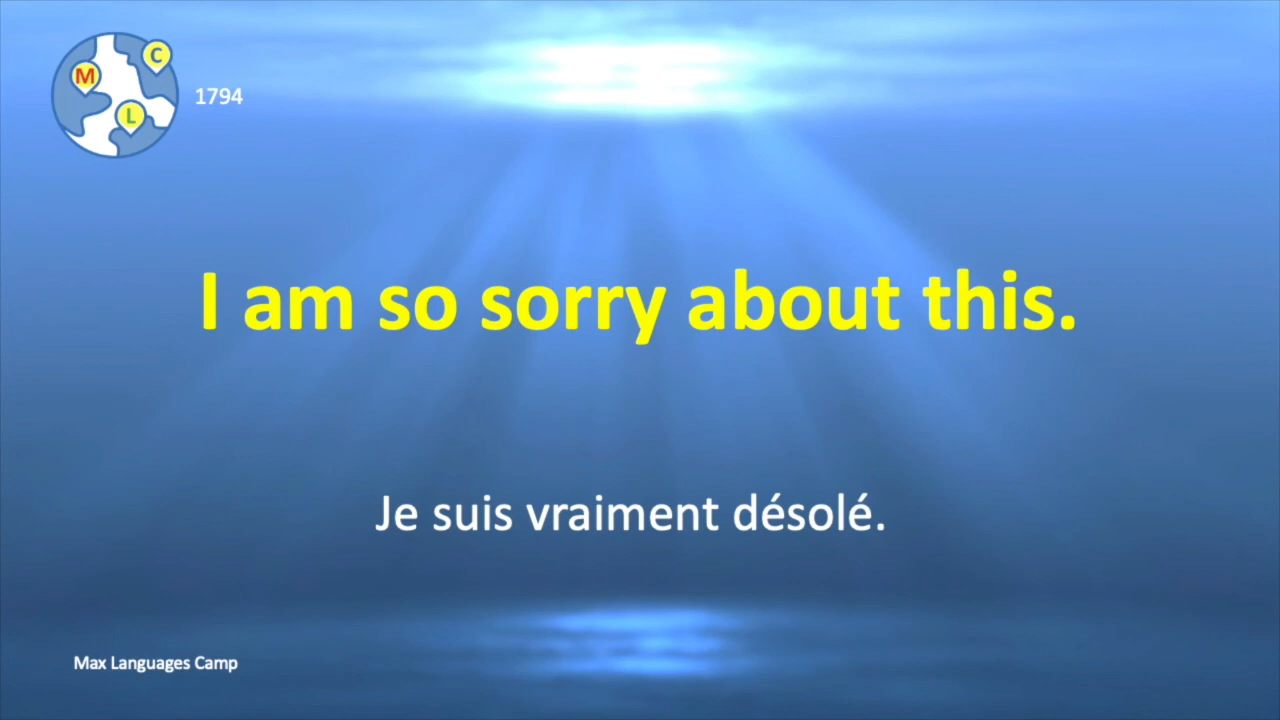 M
C
L
1794
I am so sorry about this.
Je suis vraiment désolé.
Max Languages Camp